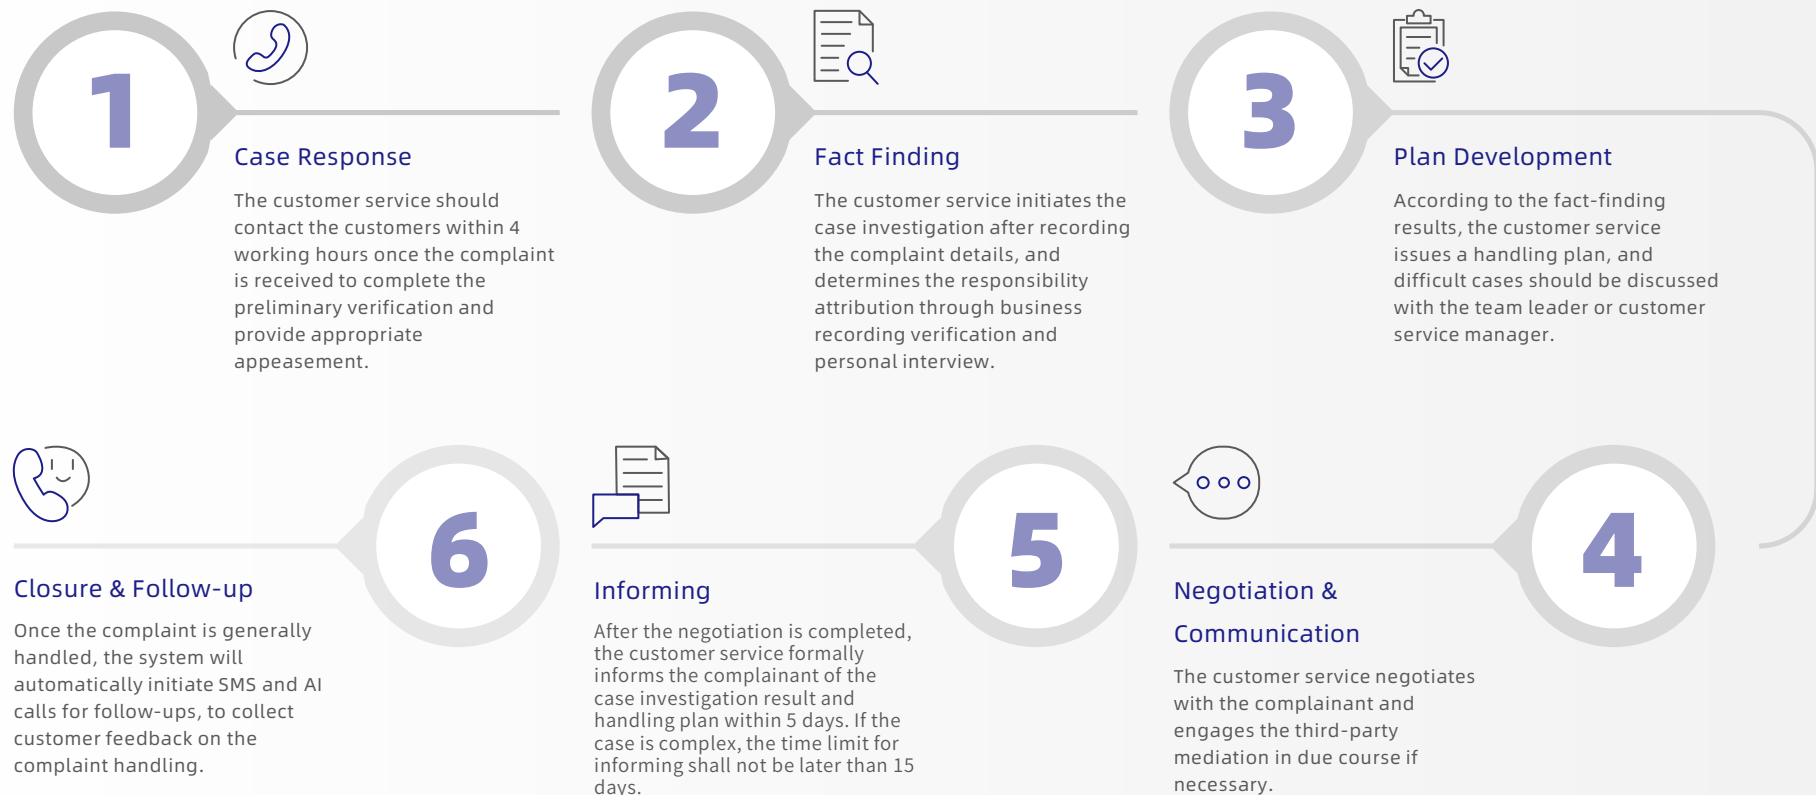 1
Case Response
The customer service should
contact the customers within 4
working hours once the complaint
is received to complete the
preliminary verification and
provide appropriate
appeasement.
2
Fact Finding
The customer service initiates the
case investigation after recording
the complaint details, and
determines the responsibility
attribution through business
recording verification and
personal interview.
3
Plan Development
According to the fact-finding
results, the customer service
issues a handling plan, and
difficult cases should be discussed
with the team leader or customer
service manager.
4
Negotiation &
Communication
The customer service negotiates
with the complainant and
engages the third-party
mediation in due course if
necessary.
5
Informing
After the negotiation is completed,
the customer service formally
informs the complainant of the
case investigation result and
handling plan within 5 days. If the
case is complex, the time limit for
informing shall not be later than 15
days.
6
Closure & Follow-up
Once the complaint is generally
handled, the system will
automatically initiate SMS and AI
calls for follow-ups, to collect
customer feedback on the
complaint handling.